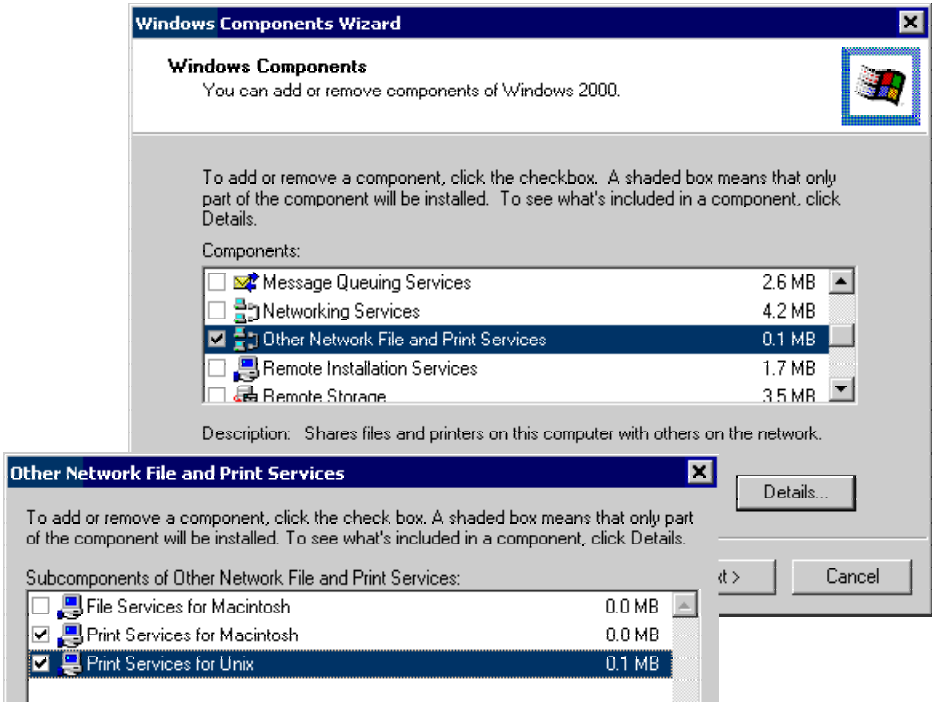 Windows Components Wizard
Windows Components
You can add or remove components of Windows 2000.
To add or remove a component, click the checkbox. A shaded box means that only
part of the component will be installed. To see what's included in a component, click
Details.
Components:
Message Queuing Services 2.6 MB
Networking Services 4.2 MB
Other Network File and Print Services 0.1 MB
Remote Installation Services 1.7 MB
Remote Storage 3.5 MB
Description: Shares files and printers on this computer with others on the network.
Details...
Cancel
Other Network File and Print Services
To add or remove a component, click the check box. A shaded box means that only part
of the component will be installed. To see what's included in a component, click Details.
Subcomponents of Other Network File and Print Services:
File Services for Macintosh 0.0 MB
Print Services for Macintosh 0.0 MB
Print Services for Unix 0.1 MB